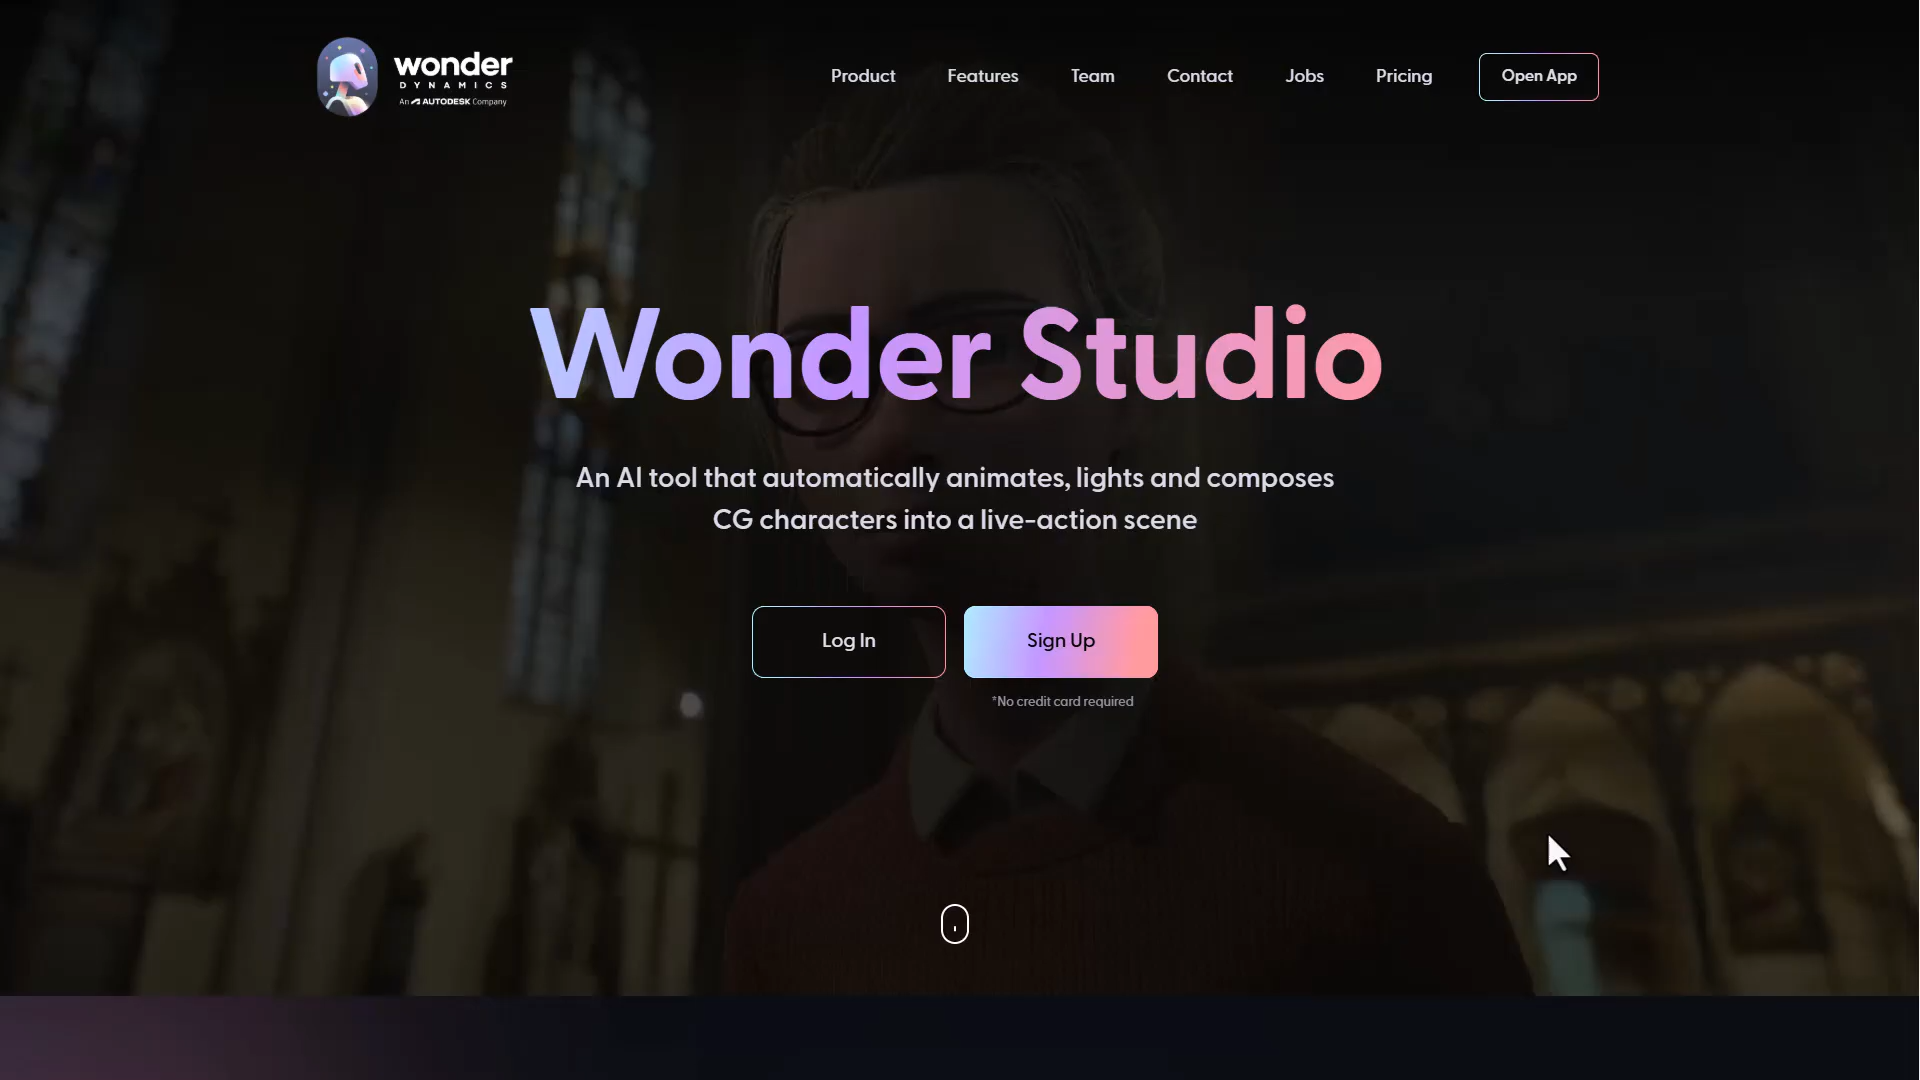 wonder
DYNAMICS
An AUTODESK Company
Product
Features
Team
Contact
Jobs
Pricing
Open App
Wonder Studio
An AI tool that automatically animates, lights and composes
CG characters into a live-action scene
Log In
Sign Up
*No credit card required